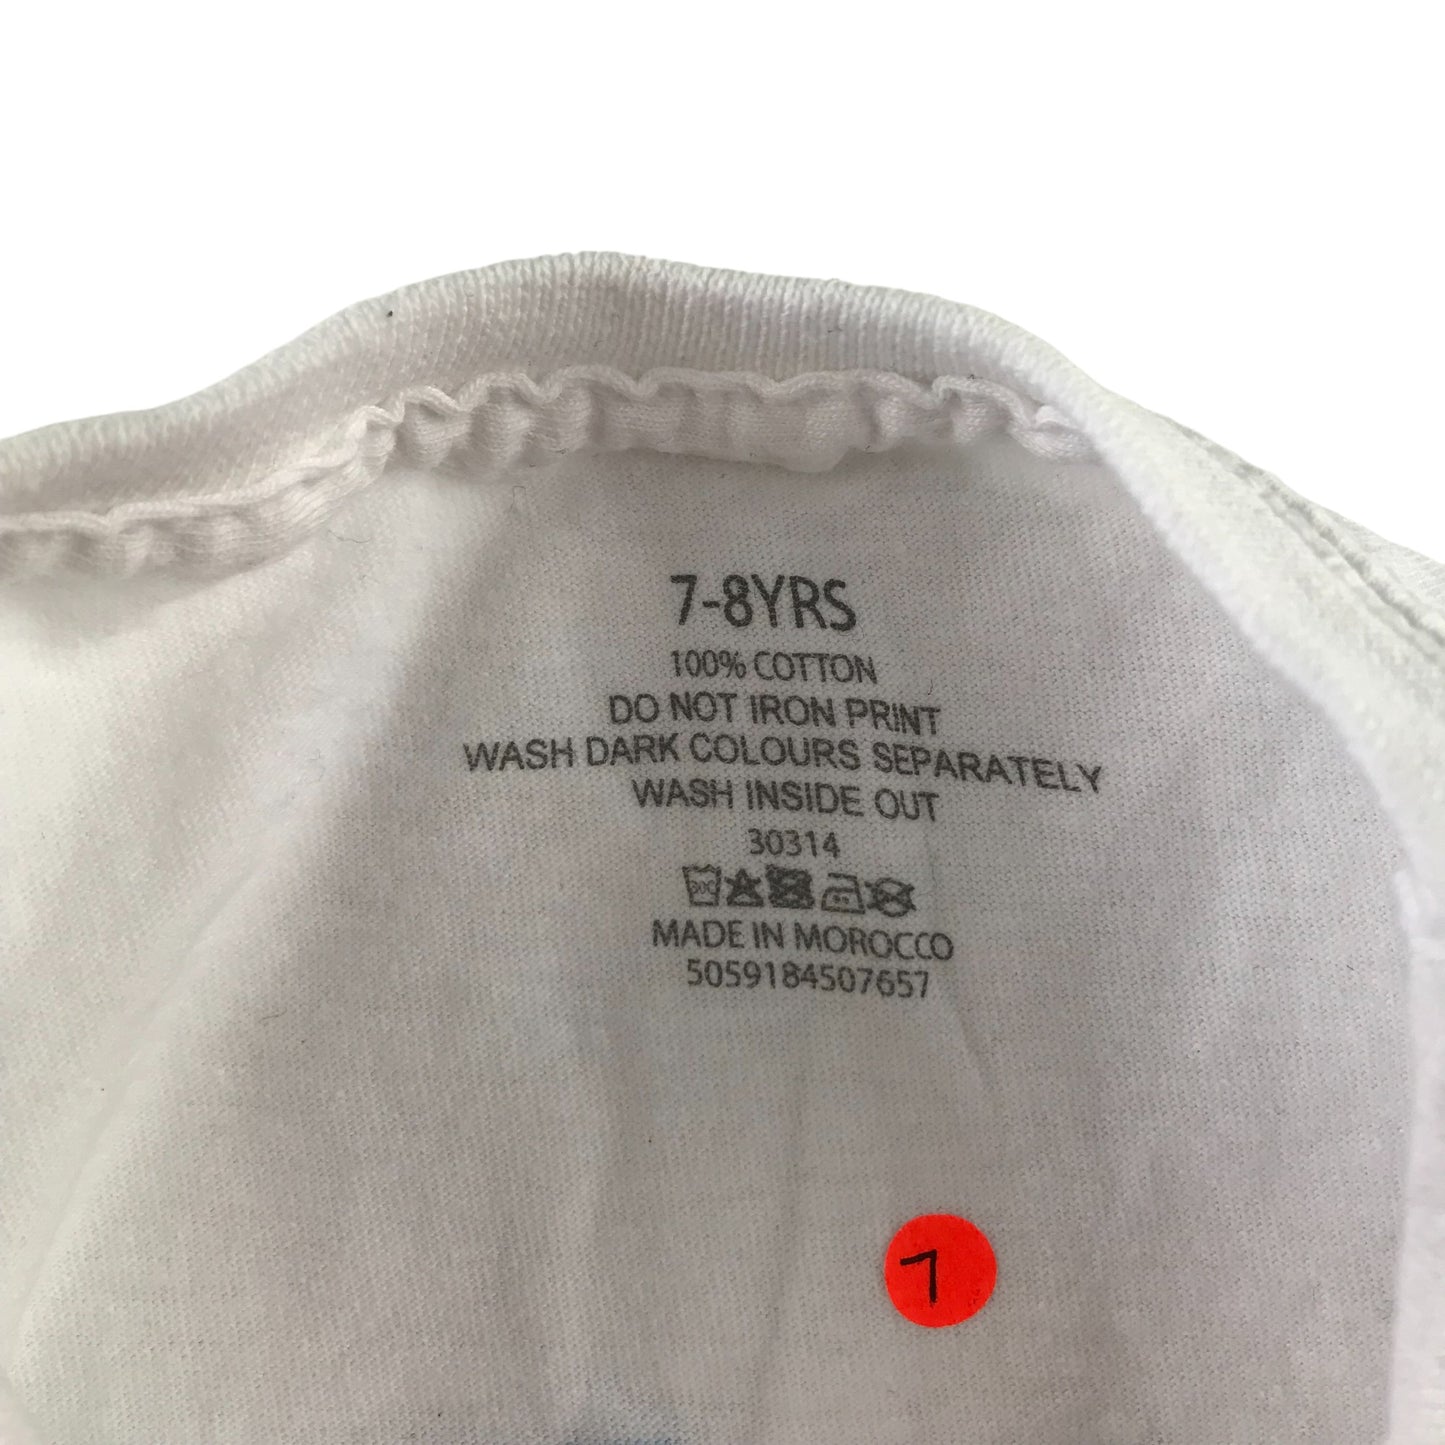 7-8YRS
100% COTTON
DO NOT IRON PRINT
WASH DARK COLOURS SEPARATELY
WASH INSIDE OUT
30314
MADE IN MOROCCO
5059184507657
7